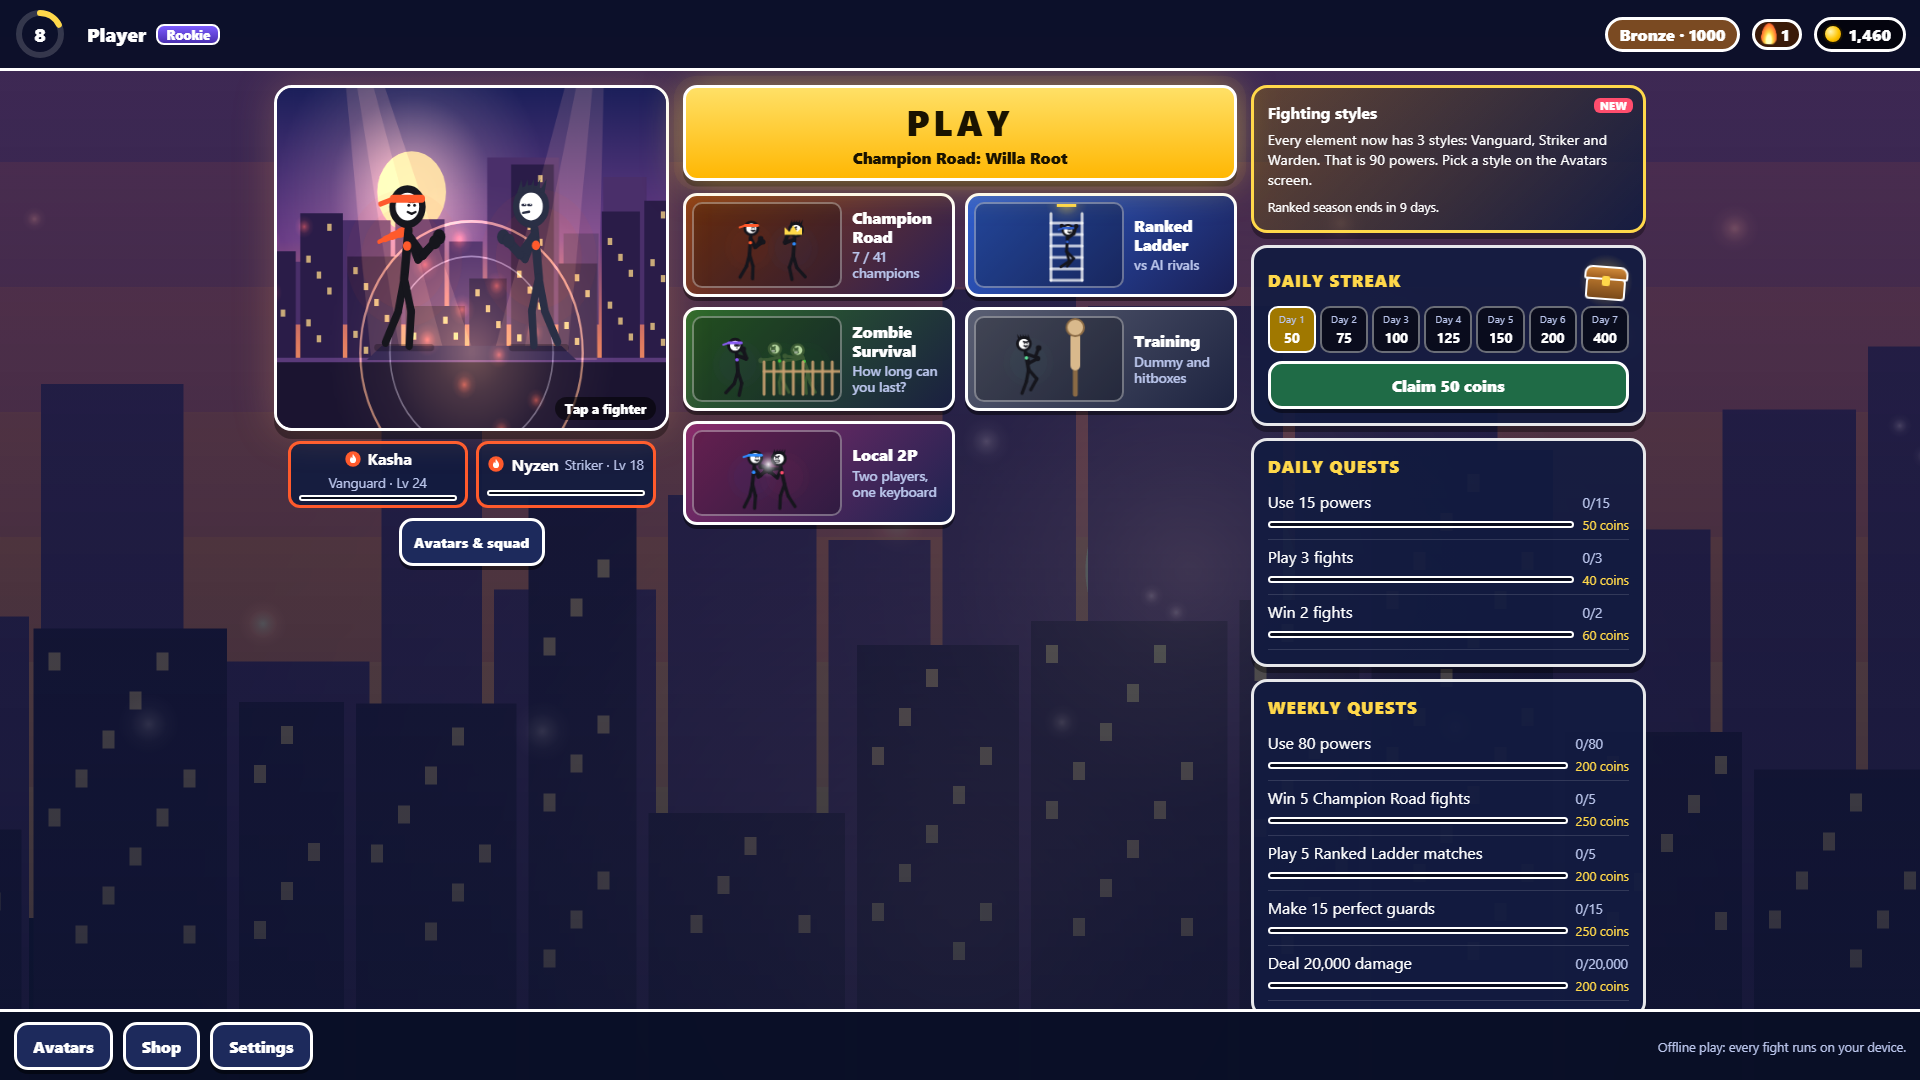 8
Player
Rookie
Bronze · 1000
1
1,460
Tap a fighter
Kasha
Vanguard · Lv 24
Nyzen Striker · Lv 18
Avatars & squad
PLAY
Champion Road: Willa Root
Champion
Road
7 / 41
champions
Ranked
Ladder
vs AI rivals
Zombie
Survival
How long can
you last?
Training
Dummy and
hitboxes
Local 2P
Two players,
one keyboard
Fighting styles
NEW
Every element now has 3 styles: Vanguard, Striker and
Warden. That is 90 powers. Pick a style on the Avatars
screen.
Ranked season ends in 9 days.
DAILY STREAK
Day 1
50
Day 2
75
Day 3
100
Day 4
125
Day 5
150
Day 6
200
Day 7
400
Claim 50 coins
DAILY QUESTS
Use 15 powers
0/15
50 coins
Play 3 fights
0/3
40 coins
Win 2 fights
0/2
60 coins
WEEKLY QUESTS
Use 80 powers
0/80
200 coins
Win 5 Champion Road fights
0/5
250 coins
Play 5 Ranked Ladder matches
0/5
200 coins
Make 15 perfect guards
0/15
250 coins
Deal 20,000 damage
0/20,000
200 coins
Avatars
Shop
Settings
Offline play: every fight runs on your device.